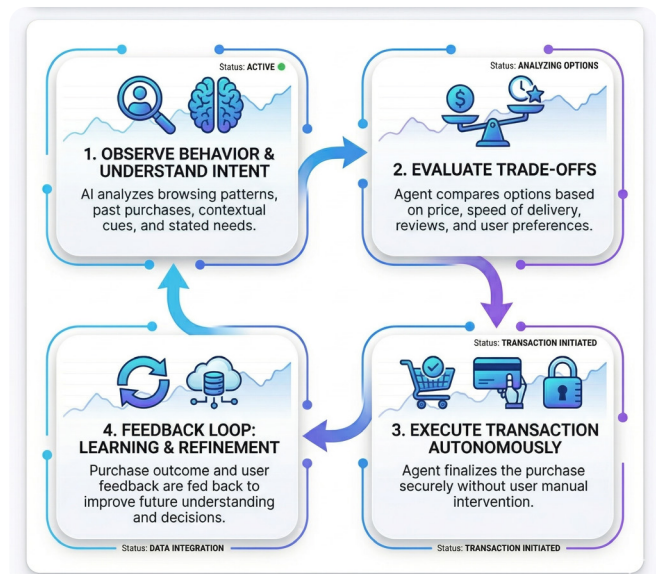 Status: ACTIVE
1. OBSERVE BEHAVIOR &
UNDERSTAND INTENT
AI analyzes browsing patterns,
past purchases, contextual
cues, and stated needs.
Status: ANALYZING OPTIONS
$
2. EVALUATE TRADE-OFFS
Agent compares options based
on price, speed of delivery,
reviews, and user preferences.
Status: TRANSACTION INITIATED
3. EXECUTE TRANSACTION
AUTONOMOUSLY
Agent finalizes the purchase
securely without user manual
intervention.
Status: TRANSACTION INITIATED
4. FEEDBACK LOOP:
LEARNING & REFINEMENT
Purchase outcome and user
feedback are fed back to
improve future understanding
and decisions.
Status: DATA INTEGRATION